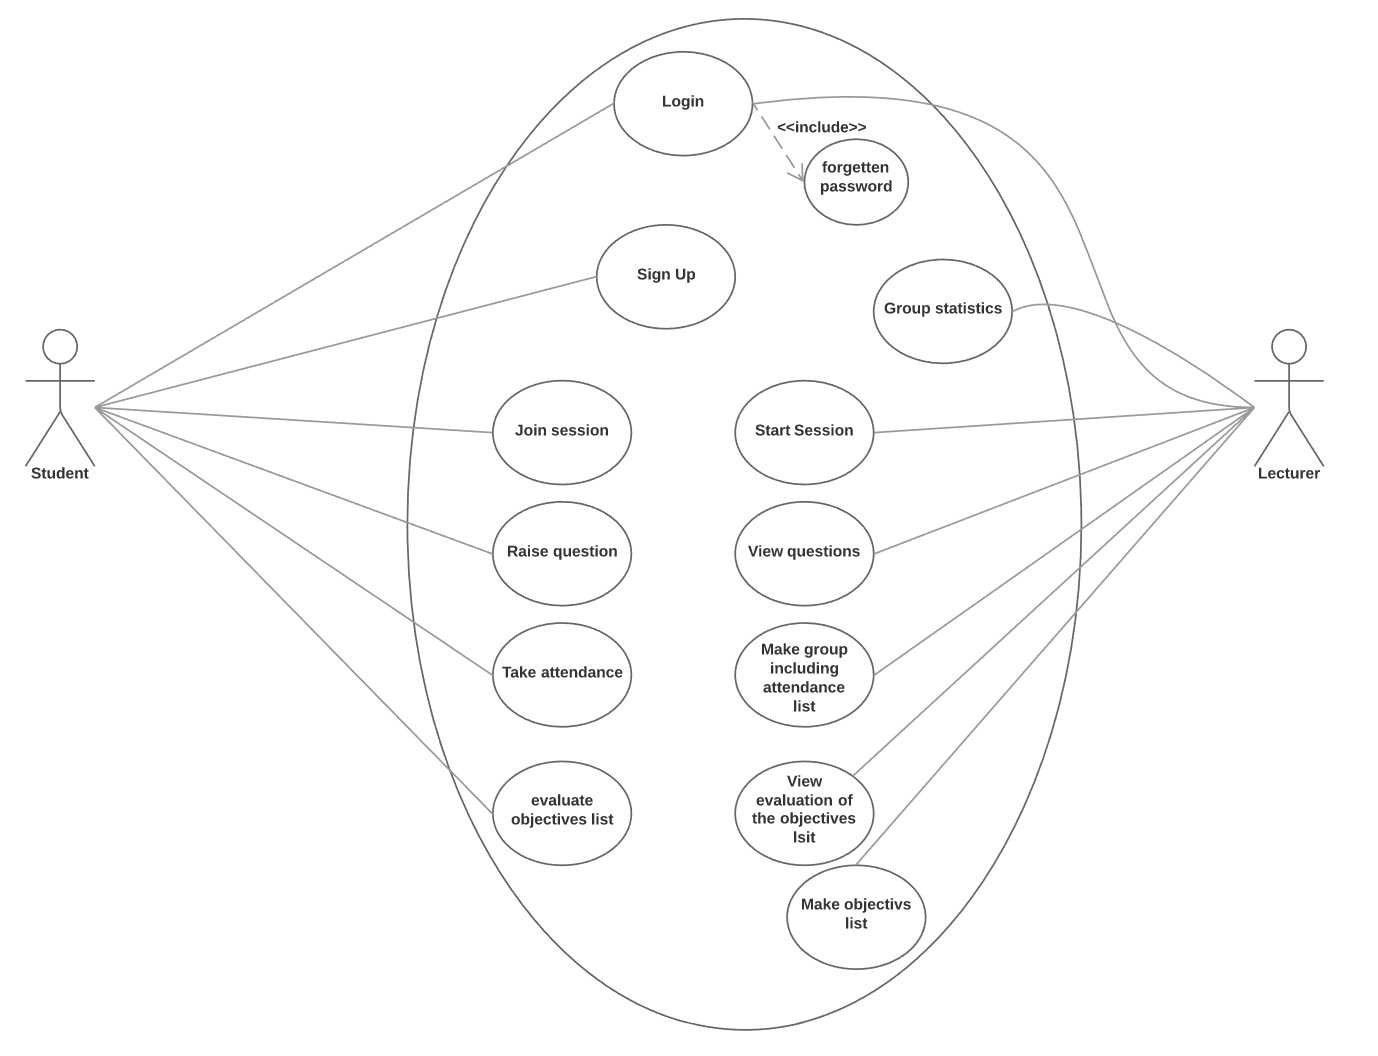 Login
<<include>>
forgetten
password
Sign Up
Group statistics
Student
Lecturer
Join session
Start Session
Raise question
View questions
Take attendance
Make group
including
attendance
list
evaluate
objectives list
View
evaluation of
the objectives
lsit
Make objectivs
list